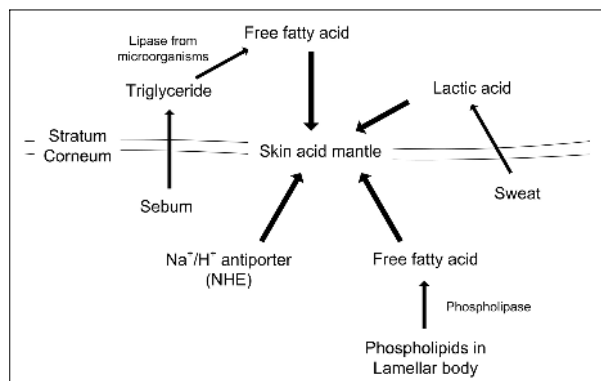 Lipase from
microorganisms
Free fatty acid
Triglyceride
Lactic acid
Stratum
Corneum
Skin acid mantle
Sebum
Sweat
Na⁻/H⁻ antiporter
(NHE)
Free fatty acid
Phospholipase
Phospholipids in
Lamellar body